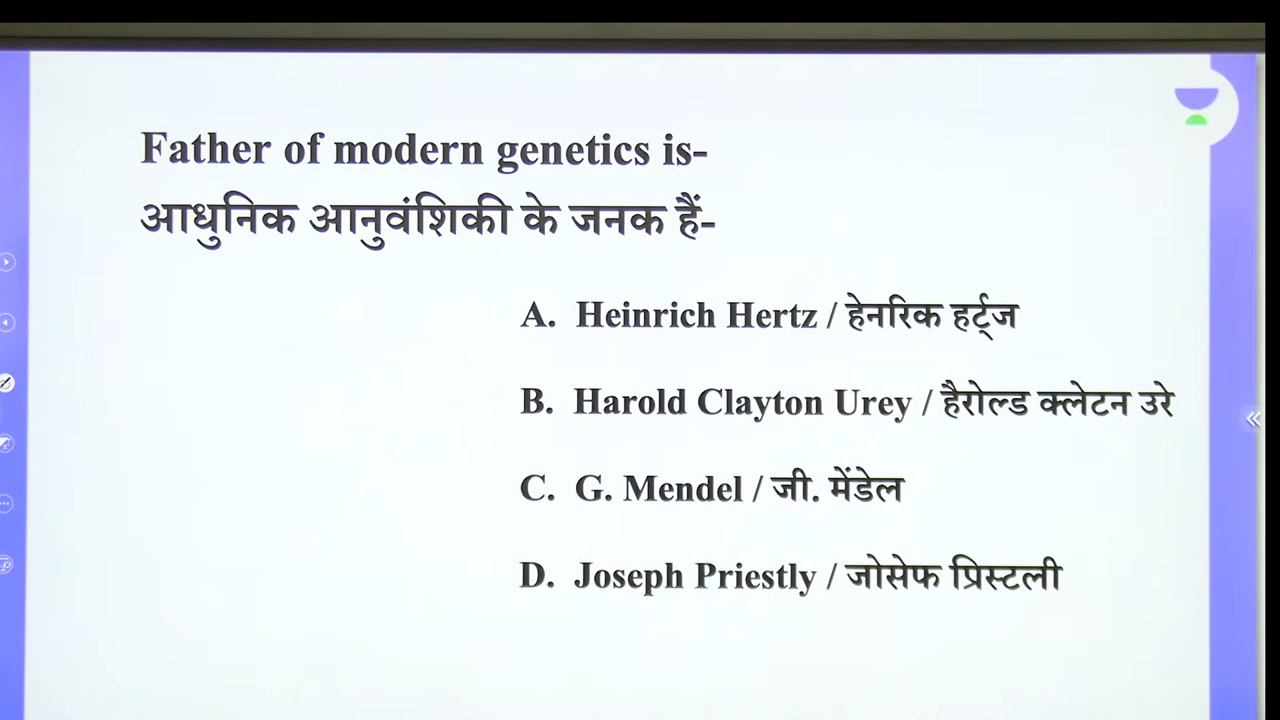 Father of modern genetics is-
आधुनिक आनुवंशिकी के जनक हैं-
A. Heinrich Hertz / हेनरिक हर्ट्ज
B. Harold Clayton Urey / हैरोल्ड क्लेटन उरे
C. G. Mendel / जी. मेंडेल
D. Joseph Priestly / जोसेफ प्रिस्टली